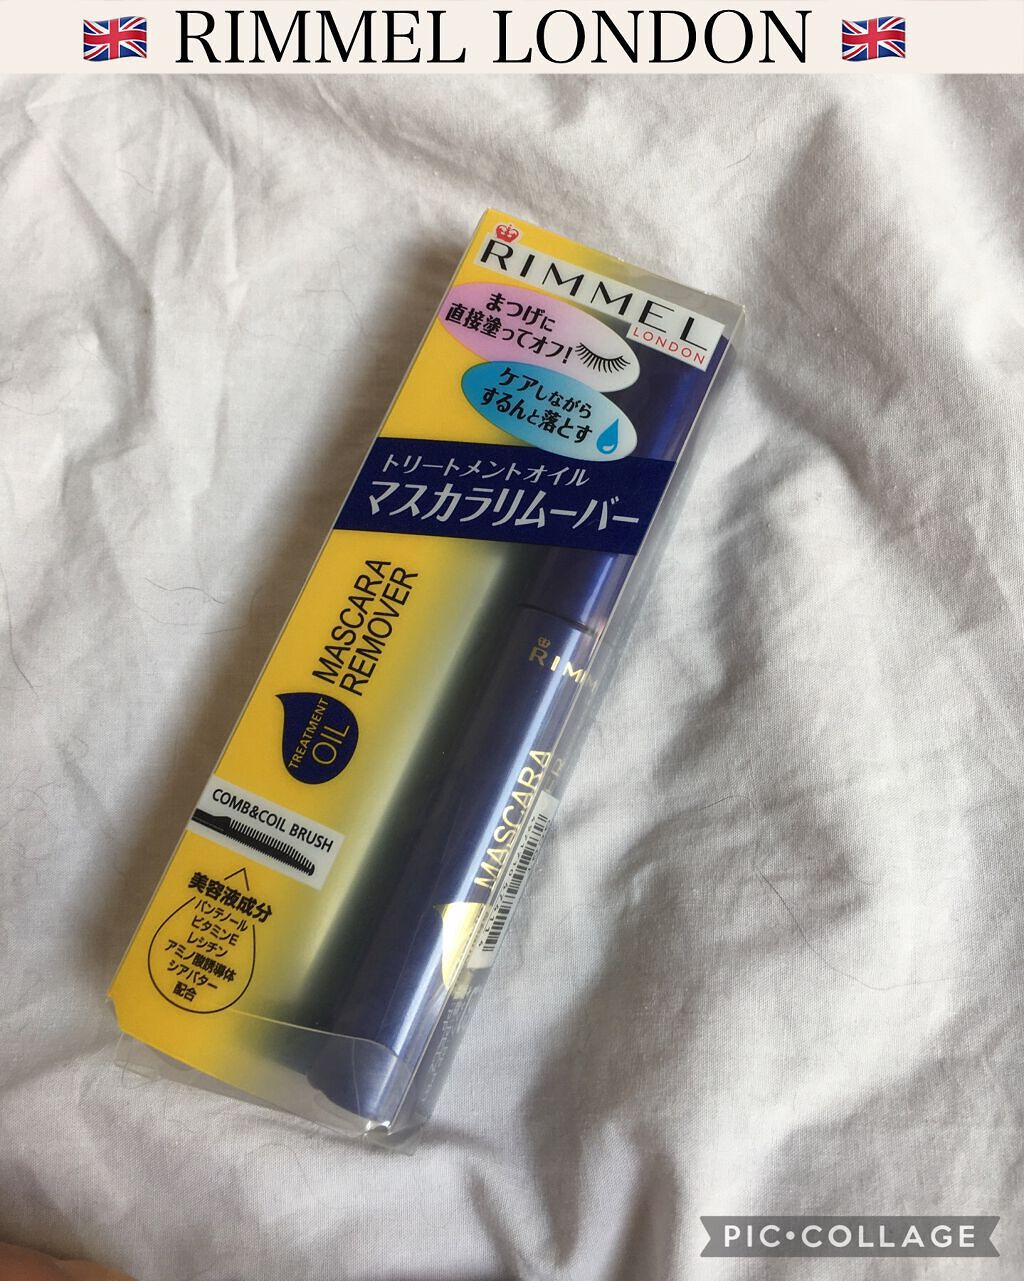 RIMMEL LONDON
RIMMEL
LONDON
まつげに
直接塗ってオフ!
ケアしながら
するんと落とす
トリートメントオイル
マスカラリムーバー
MASCARA
REMOVER
TREATMENT
OIL
RIMM
MASCARA
COMB&COIL BRUSH
美容液成分
パンテノール
ビタミンE
レシチン
アミノ酸誘導体
シアバター
配合
PIC•COLLAGE